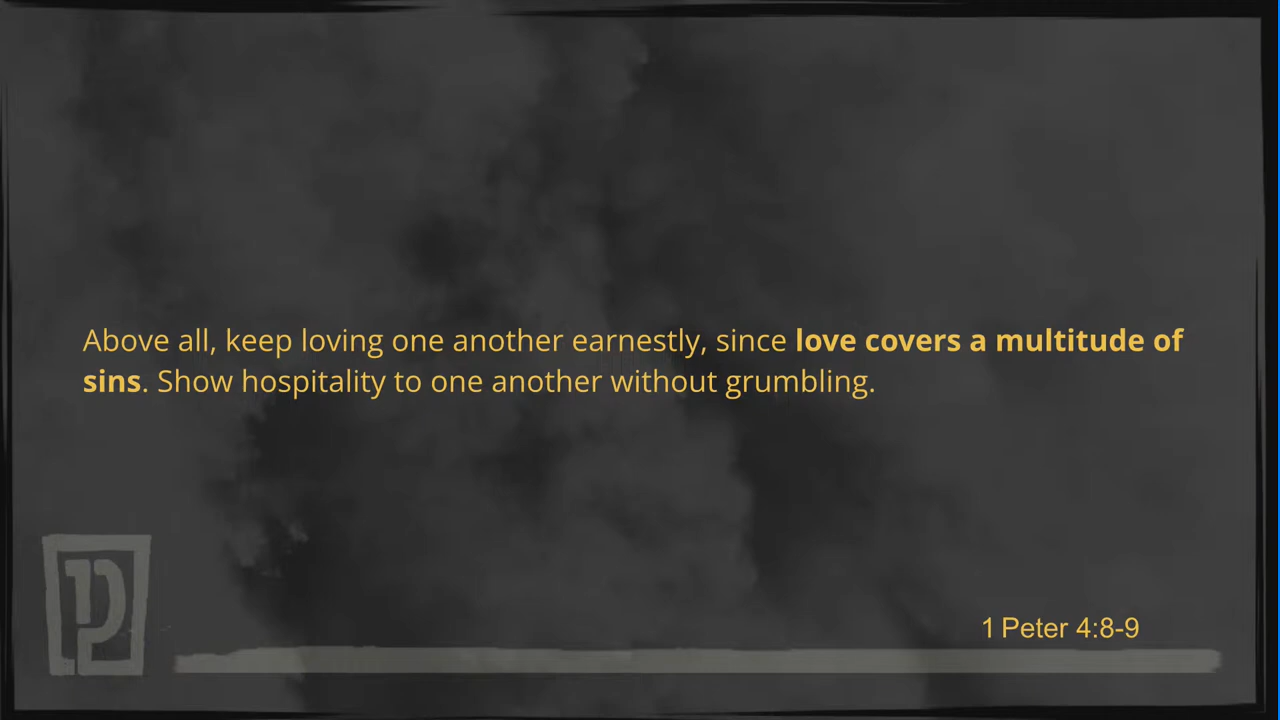 Above all, keep loving one another earnestly, since love covers a multitude of
sins. Show hospitality to one another without grumbling.
1 Peter 4:8-9